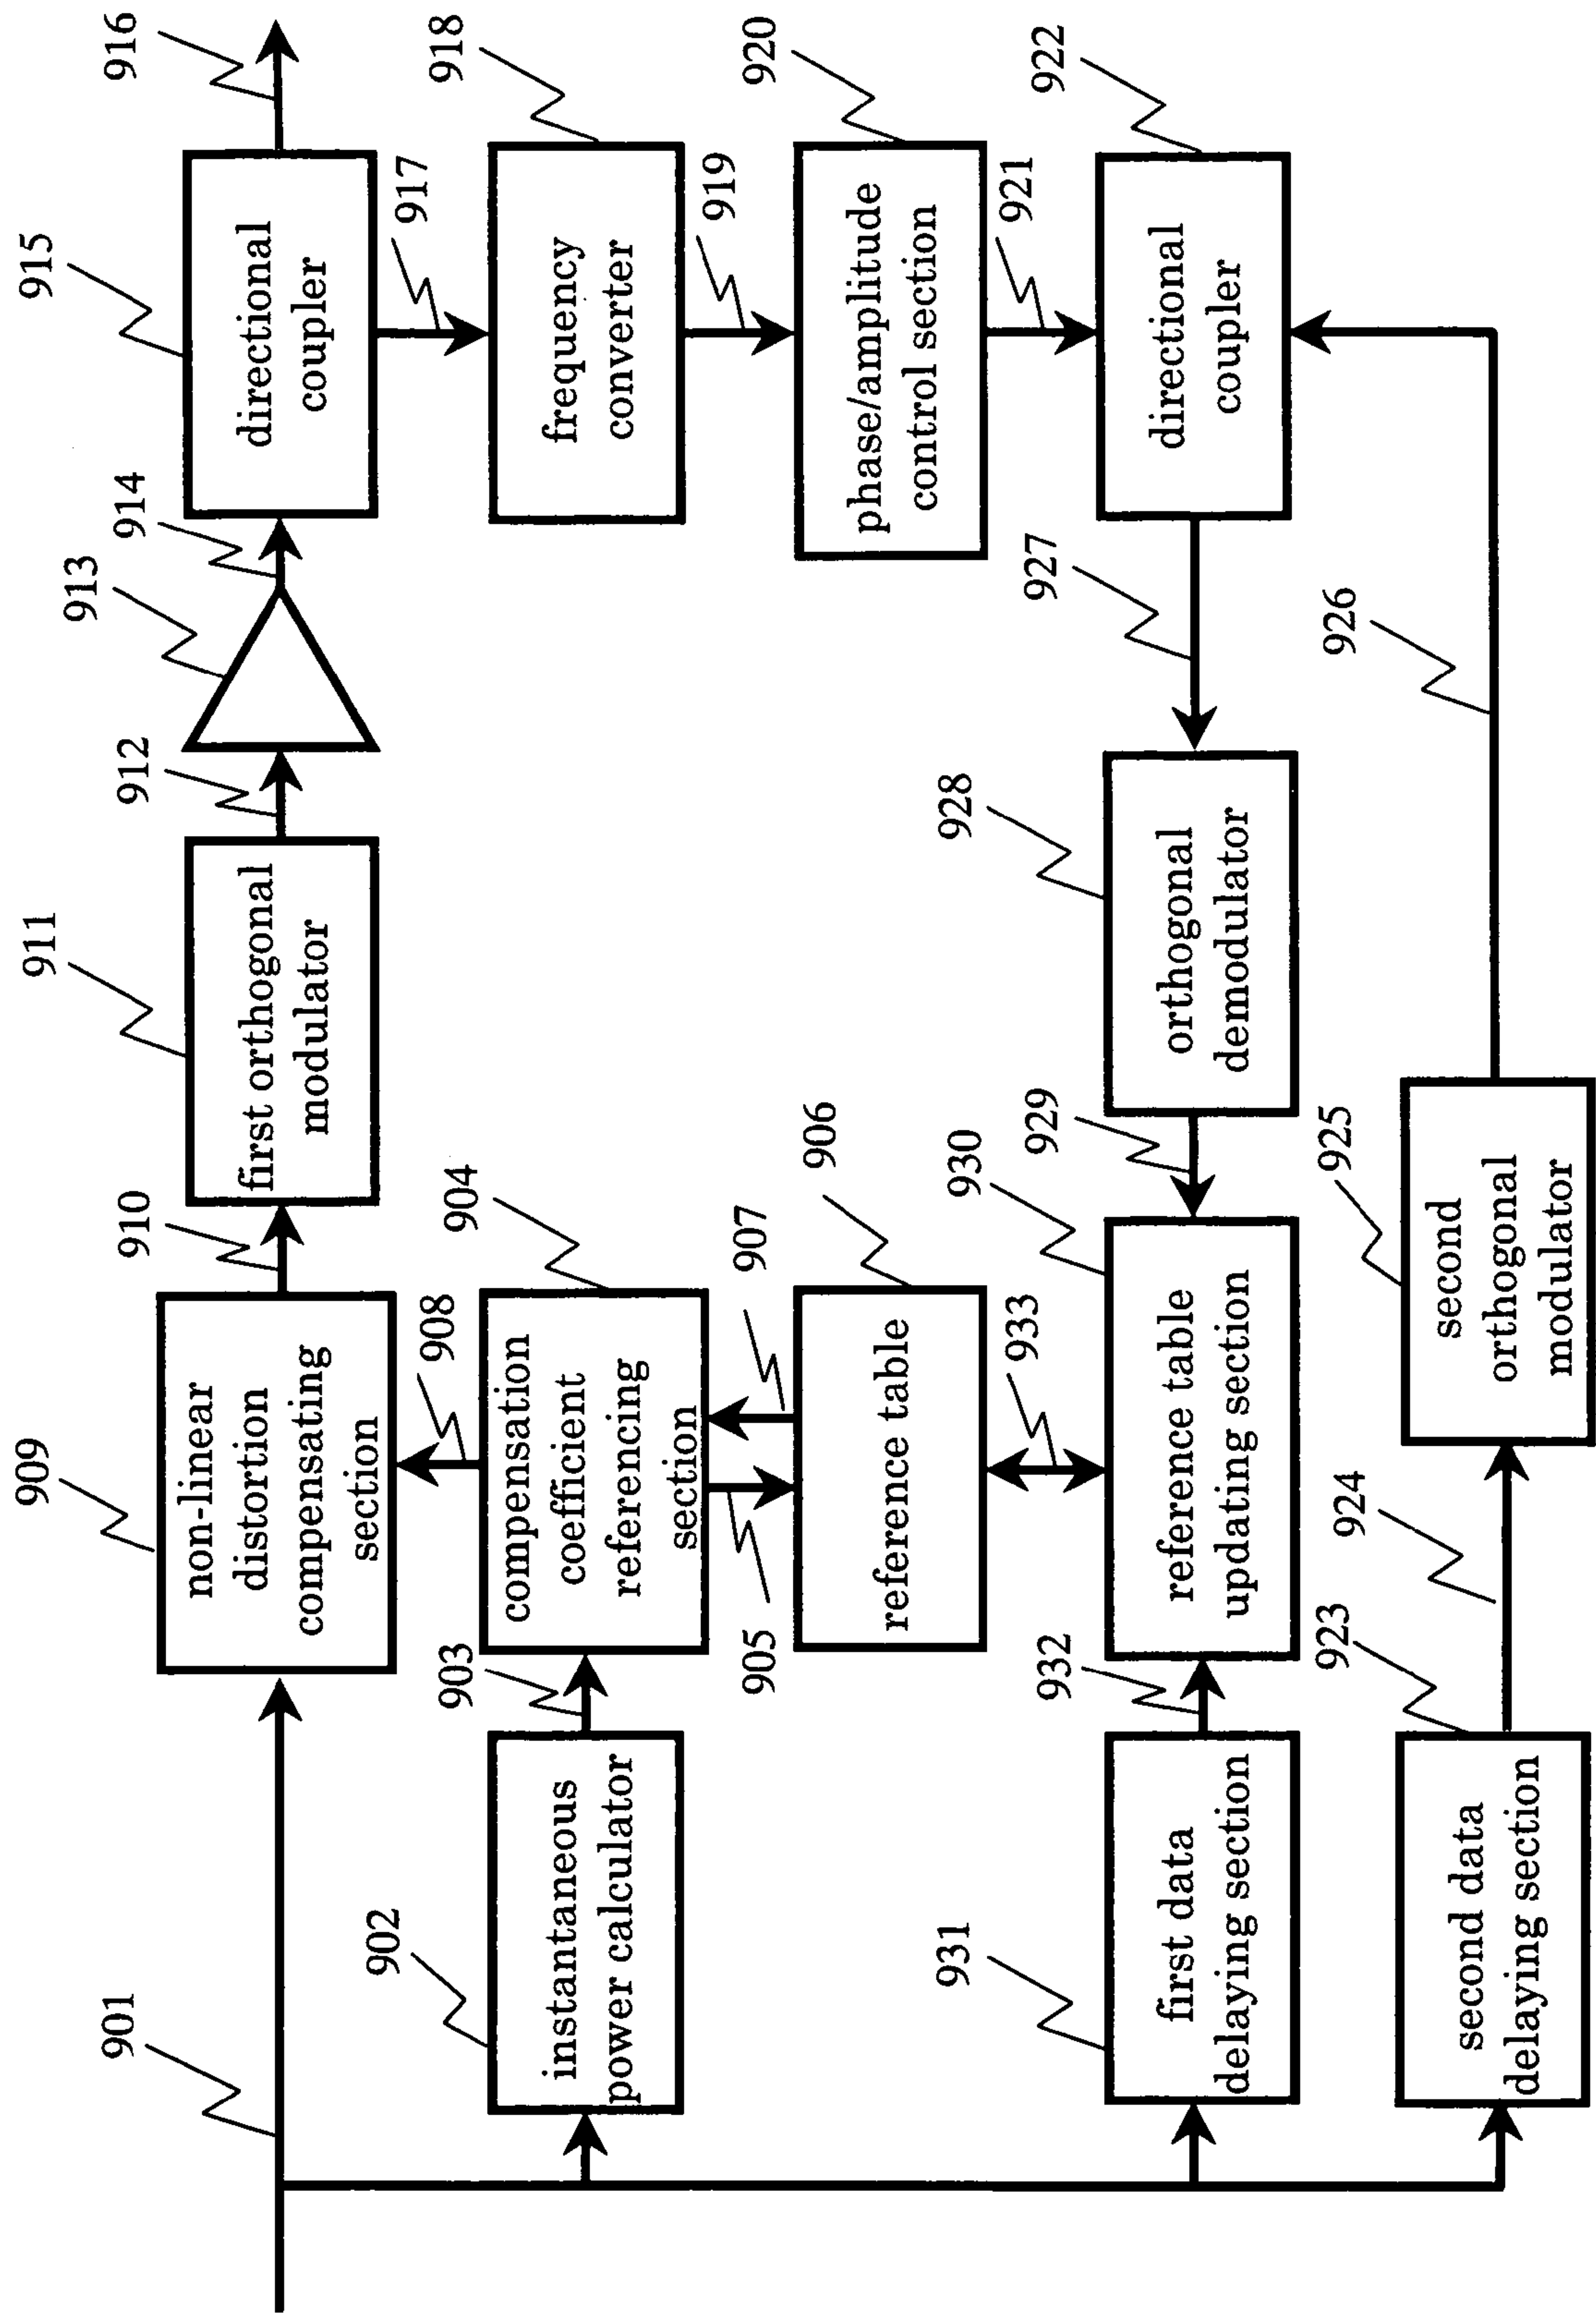 901
909
non-linear
distortion
compensating
section
910
911
first orthogonal
modulator
912
913
914
915
directional
coupler
916
902
instantaneous
power calculator
903
904
compensation
coefficient
referencing
section
908
917
918
frequency
converter
905
907
906
reference table
919
920
phase/amplitude
control section
933
921
931
first data
delaying section
932
930
reference table
updating section
929
928
orthogonal
demodulator
927
922
directional
coupler
923
second data
delaying section
924
925
second
orthogonal
modulator
926